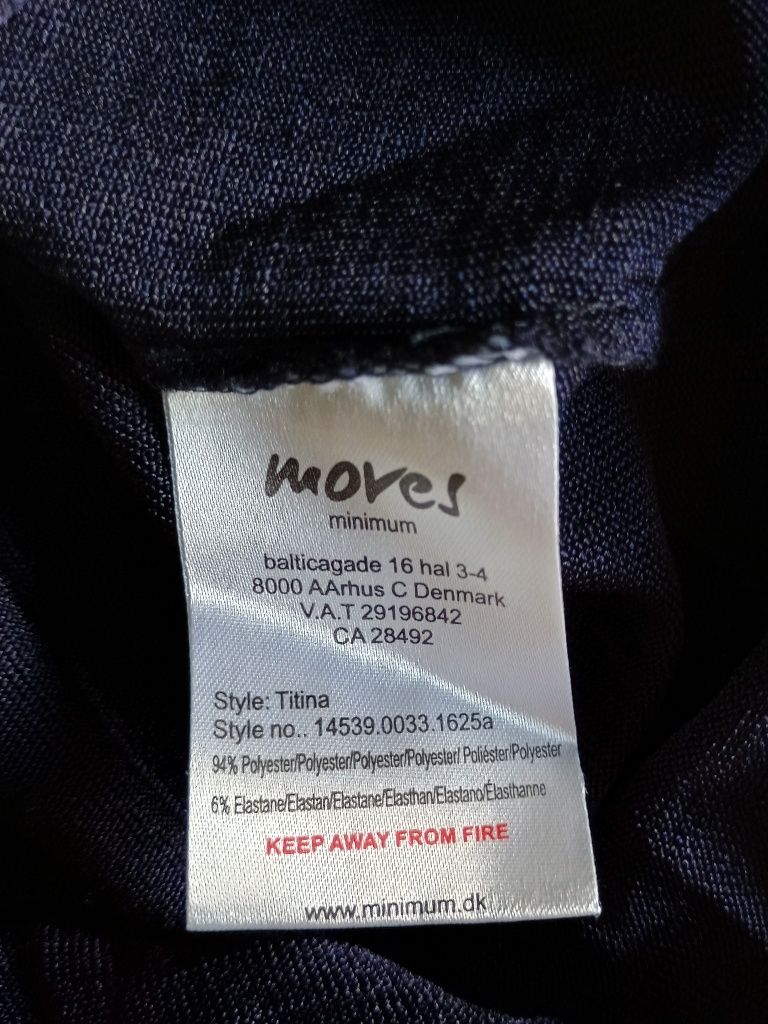 moves
minimum
balticagade 16 hal 3-4
8000 AArhus C Denmark
V.A.T 29196842
CA 28492
Style: Titina
Style no.. 14539.0033.1625a
94% Polyester/Polyester/Polyester/Polyester/ Poliéster/Polyester
6% Elastane/Elastan/Elastane/Elasthan/Elastano/Élasthanne
KEEP AWAY FROM FIRE
www.minimum.dk